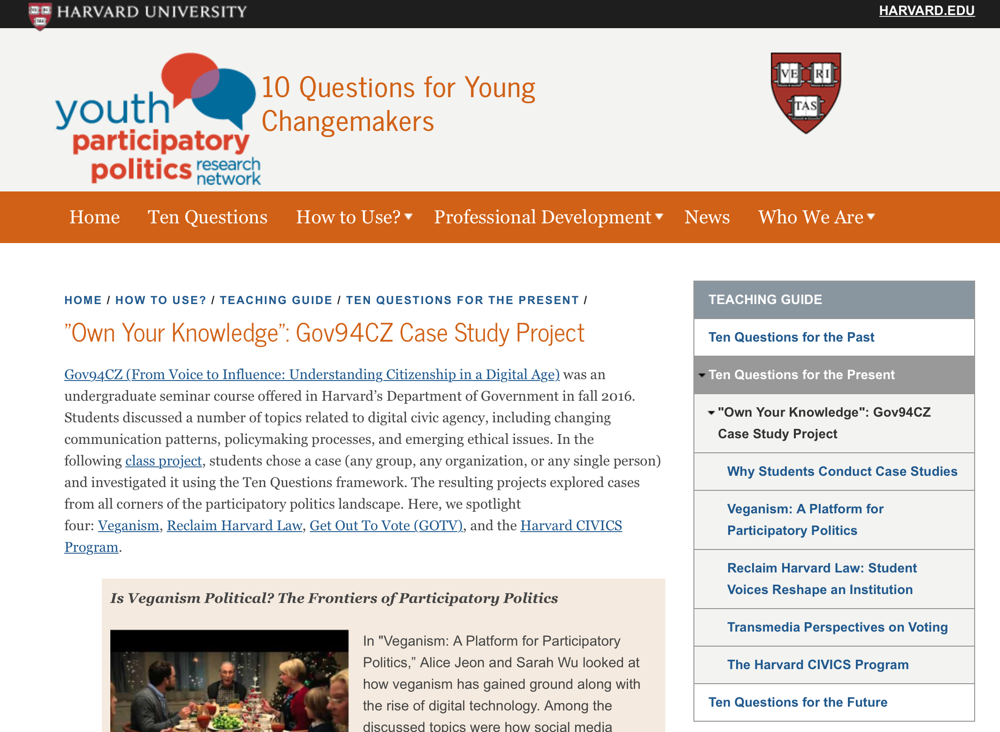 HARVARD UNIVERSITY
HARVARD.EDU
youth
participatory
politics research
network
10 Questions for Young
Changemakers
VE RI
TAS
Home Ten Questions How to Use? Professional Development News Who We Are
HOME / HOW TO USE? / TEACHING GUIDE / TEN QUESTIONS FOR THE PRESENT /
"Own Your Knowledge": Gov94CZ Case Study Project
Gov94CZ (From Voice to Influence: Understanding Citizenship in a Digital Age) was an
undergraduate seminar course offered in Harvard's Department of Government in fall 2016.
Students discussed a number of topics related to digital civic agency, including changing
communication patterns, policymaking processes, and emerging ethical issues. In the
following class project, students chose a case (any group, any organization, or any single person)
and investigated it using the Ten Questions framework. The resulting projects explored cases
from all corners of the participatory politics landscape. Here, we spotlight
four: Veganism, Reclaim Harvard Law, Get Out To Vote (GOTV), and the Harvard CIVICS
Program.
Is Veganism Political? The Frontiers of Participatory Politics
In "Veganism: A Platform for Participatory
Politics," Alice Jeon and Sarah Wu looked at
how veganism has gained ground along with
the rise of digital technology. Among the
discussed topics were how social media
TEACHING GUIDE
Ten Questions for the Past
Ten Questions for the Present
"Own Your Knowledge": Gov94CZ
Case Study Project
Why Students Conduct Case Studies
Veganism: A Platform for
Participatory Politics
Reclaim Harvard Law: Student
Voices Reshape an Institution
Transmedia Perspectives on Voting
The Harvard CIVICS Program
Ten Questions for the Future